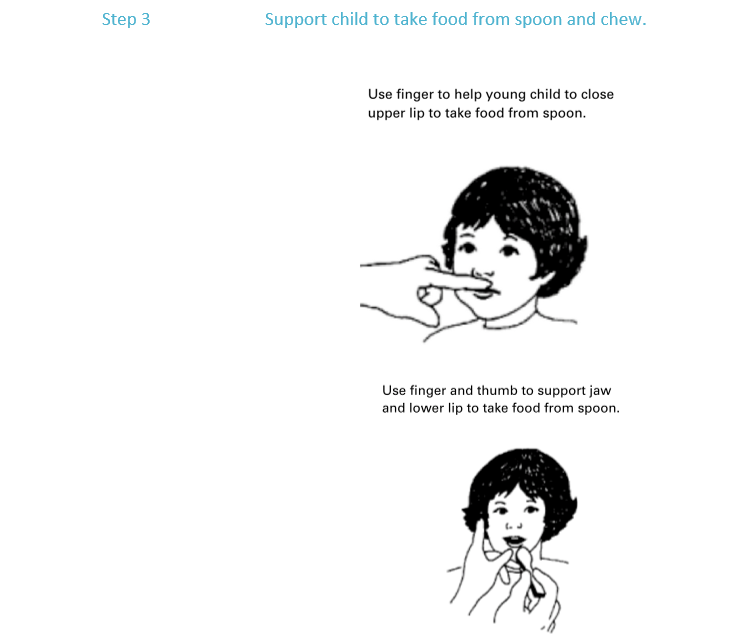 Step 3 Support child to take food from spoon and chew.
Use finger to help young child to close
upper lip to take food from spoon.
Use finger and thumb to support jaw
and lower lip to take food from spoon.